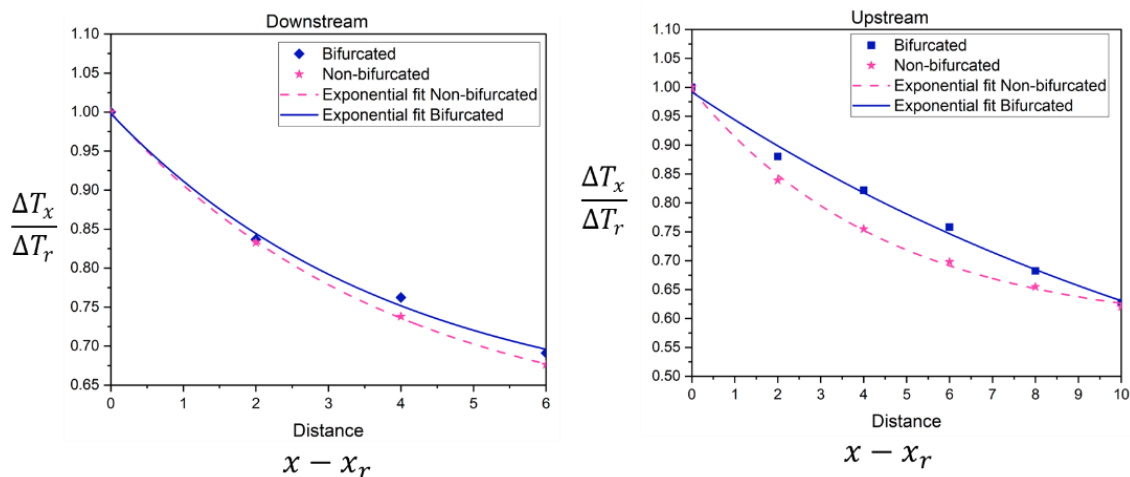 Downstream
Bifurcated
Non-bifurcated
Exponential fit Non-bifurcated
Exponential fit Bifurcated
1.10
1.05
1.00
0.95
0.90
0.85
0.80
0.75
0.70
0.65
ΔT_x
ΔT_r
0 1 2 3 4 5 6
Distance
x − x_r
Upstream
Bifurcated
Non-bifurcated
Exponential fit Non-bifurcated
Exponential fit Bifurcated
1.10
1.05
1.00
0.95
0.90
0.85
0.80
0.75
0.70
0.65
0.60
0.55
0.50
ΔT_x
ΔT_r
0 1 2 3 4 5 6 7 8 9 10
Distance
x − x_r